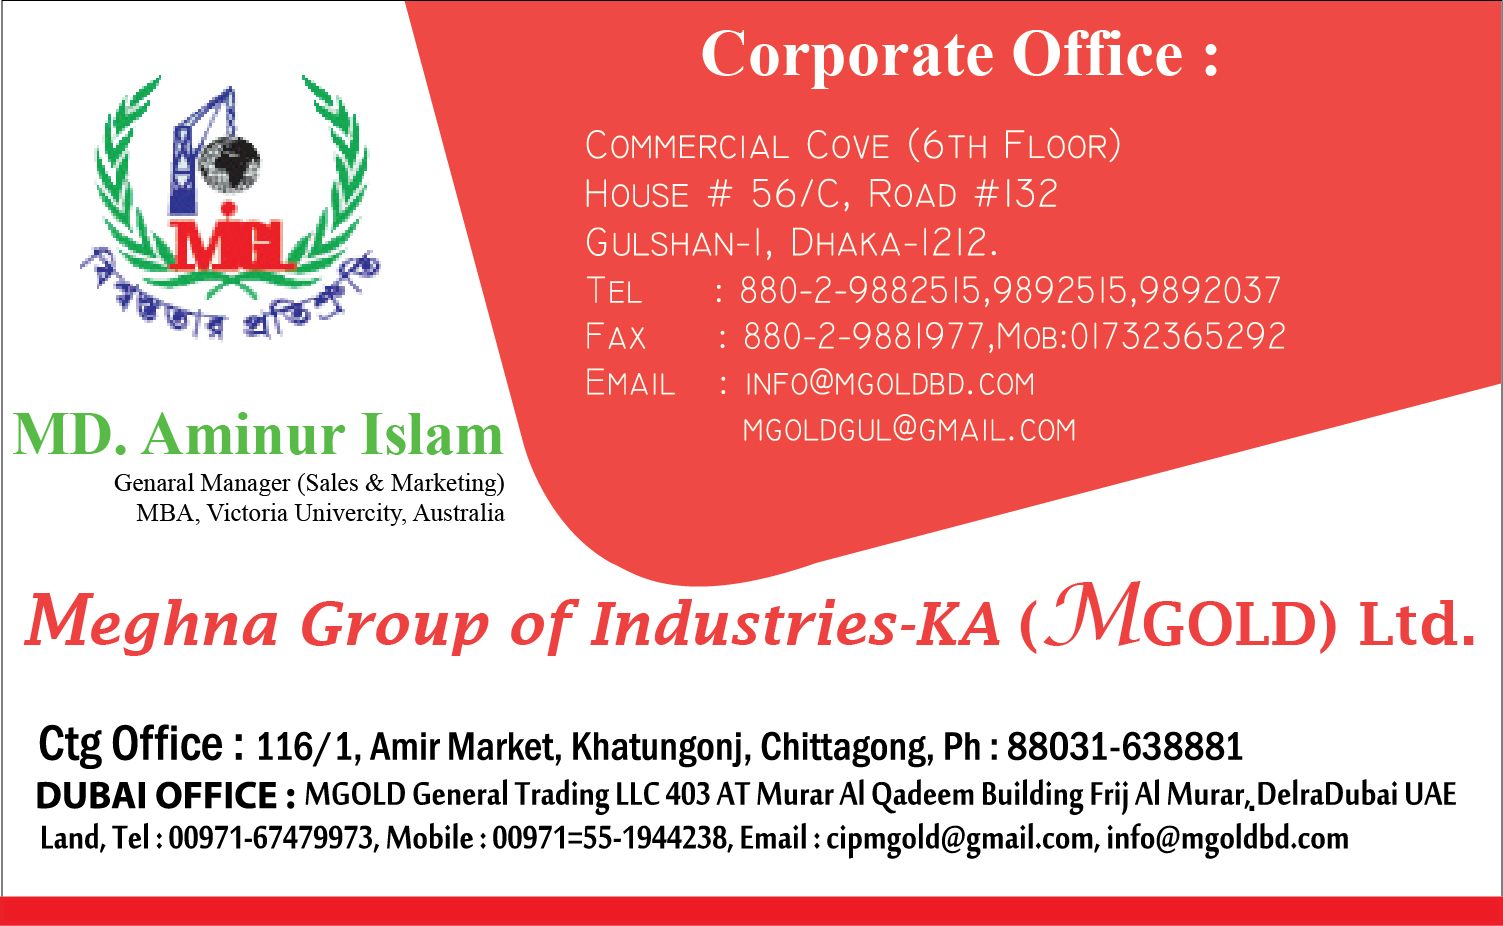 MGL
বিশ্বস্ততার প্রতিশ্রুতি
Corporate Office :
Commercial Cove (6th Floor)
House # 56/C, Road #132
Gulshan-1, Dhaka-1212.
Tel : 880-2-9882515,9892515,9892037
Fax : 880-2-9881977,Mob:01732365292
Email : info@mgoldbd.com
mgoldgul@gmail.com
MD. Aminur Islam
Genaral Manager (Sales & Marketing)
MBA, Victoria Univercity, Australia
Meghna Group of Industries-KA (MGOLD) Ltd.
Ctg Office : 116/1, Amir Market, Khatungonj, Chittagong, Ph : 88031-638881
DUBAI OFFICE : MGOLD General Trading LLC 403 AT Murar Al Qadeem Building Frij Al Murar,.DelraDubai UAE
Land, Tel : 00971-67479973, Mobile : 00971=55-1944238, Email : cipmgold@gmail.com, info@mgoldbd.com